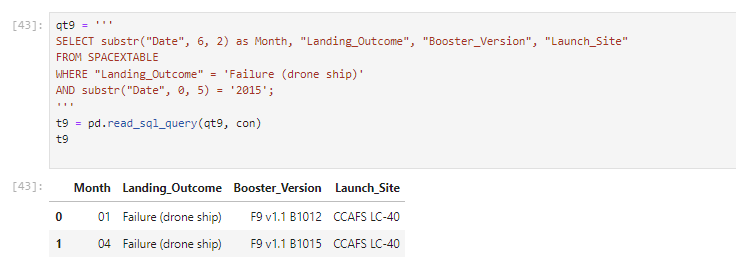 [43]: qt9 = '''
SELECT substr("Date", 6, 2) as Month, "Landing_Outcome", "Booster_Version", "Launch_Site"
FROM SPACEXTABLE
WHERE "Landing_Outcome" = 'Failure (drone ship)'
AND substr("Date", 0, 5) = '2015';
'''
t9 = pd.read_sql_query(qt9, con)
t9
[43]: Month Landing_Outcome Booster_Version Launch_Site
0 01 Failure (drone ship) F9 v1.1 B1012 CCAFS LC-40
1 04 Failure (drone ship) F9 v1.1 B1015 CCAFS LC-40